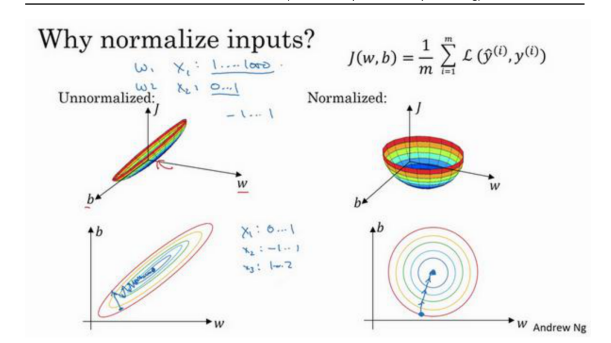 Why normalize inputs?
J(w, b) = 1/m ∑_{i=1}^{m} ℒ(ŷ^{(i)}, y^{(i)})
w₁ x₁: 1....1000
w2 x₂: 0...1
-1...1
Unnormalized:
J
w
b
Normalized:
J
w
b
b
w
x₁: 0...1
x₂: -1...1
x₃: 1...2
b
w
Andrew Ng